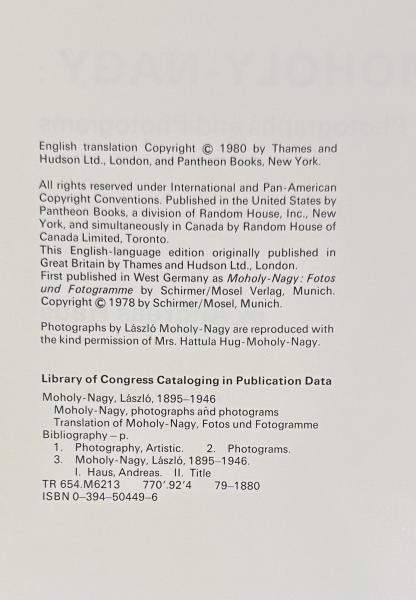 English translation Copyright © 1980 by Thames and
Hudson Ltd., London, and Pantheon Books, New York.
All rights reserved under International and Pan-American
Copyright Conventions. Published in the United States by
Pantheon Books, a division of Random House, Inc., New
York, and simultaneously in Canada by Random House of
Canada Limited, Toronto.
This English-language edition originally published in
Great Britain by Thames and Hudson Ltd., London.
First published in West Germany as Moholy-Nagy: Fotos
und Fotogramme by Schirmer/Mosel Verlag, Munich.
Copyright © 1978 by Schirmer/Mosel, Munich.
Photographs by László Moholy-Nagy are reproduced with
the kind permission of Mrs. Hattula Hug-Moholy-Nagy.
Library of Congress Cataloging in Publication Data
Moholy-Nagy, László, 1895–1946
Moholy-Nagy, photographs and photograms
Translation of Moholy-Nagy, Fotos und Fotogramme
Bibliography – p.
1. Photography, Artistic. 2. Photograms.
3. Moholy-Nagy, László, 1895–1946.
I. Haus, Andreas. II. Title
TR 654.M6213 770'.92'4 79–1880
ISBN 0–394–50449–6